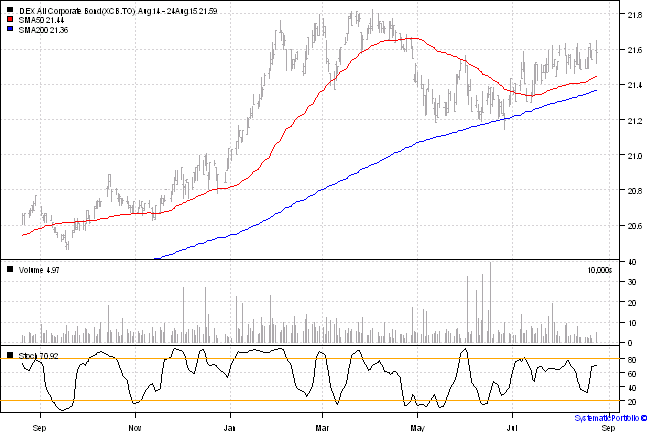 DEX All Corporate Bond(XCB.TO) Aug14 - 24Aug15 21.59
SMA50 21.44
SMA200 21.36
21.8
21.6
21.4
21.2
21.0
20.8
20.6
Volume 4.97
10,000s
40
30
20
10
0
Stoch 70.92
80
60
40
20
Sep
Nov
Jan
Mar
May
Jul
Sep
SystematicPortfolio ©